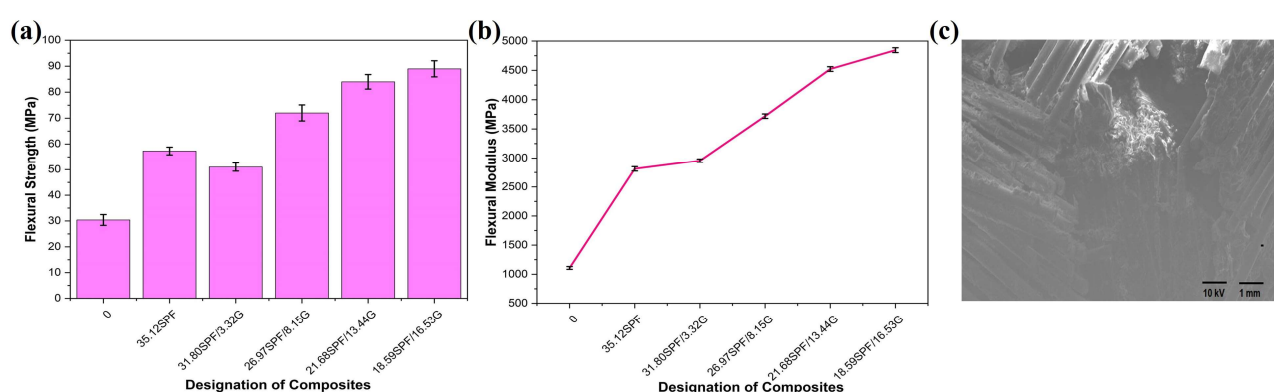 (a)
Flexural Strength (MPa)
100
90
80
70
60
50
40
30
20
10
0
0
35.12SPF
31.80SPF/3.32G
26.97SPF/8.15G
21.68SPF/13.44G
18.59SPF/16.53G
Designation of Composites
(b)
Flexural Modulus (MPa)
5000
4500
3500
3000
2500
1500
1000
500
0
35.12SPF
31.80SPF/3.32G
26.97SPF/8.15G
21.68SPF/13.44G
18.59SPF/16.53G
Designation of Composites
(c)
10 kV
1 mm